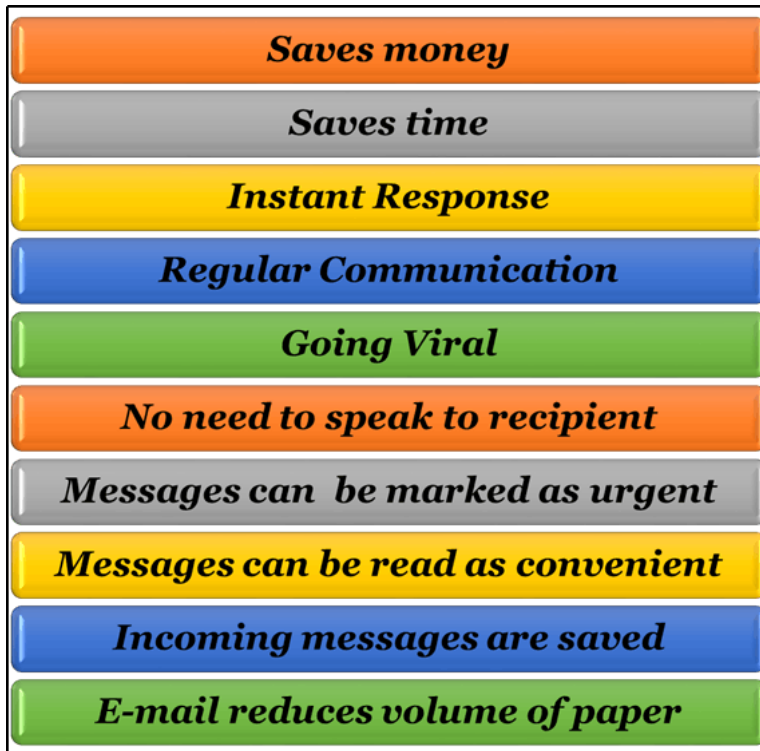 Saves money
Saves time
Instant Response
Regular Communication
Going Viral
No need to speak to recipient
Messages can  be marked as urgent
Messages can be read as convenient
Incoming messages are saved
E-mail reduces volume of paper